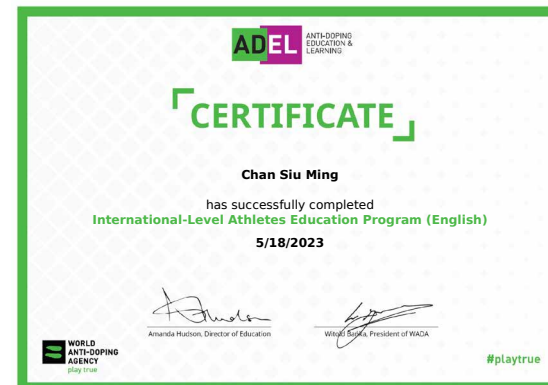 ADEL
ANTI-DOPING
EDUCATION &
LEARNING
CERTIFICATE
Chan Siu Ming
has successfully completed
International-Level Athletes Education Program (English)
5/18/2023
Amanda Hudson, Director of Education
Witold Bańka, President of WADA
WORLD
ANTI-DOPING
AGENCY
play true
#playtrue